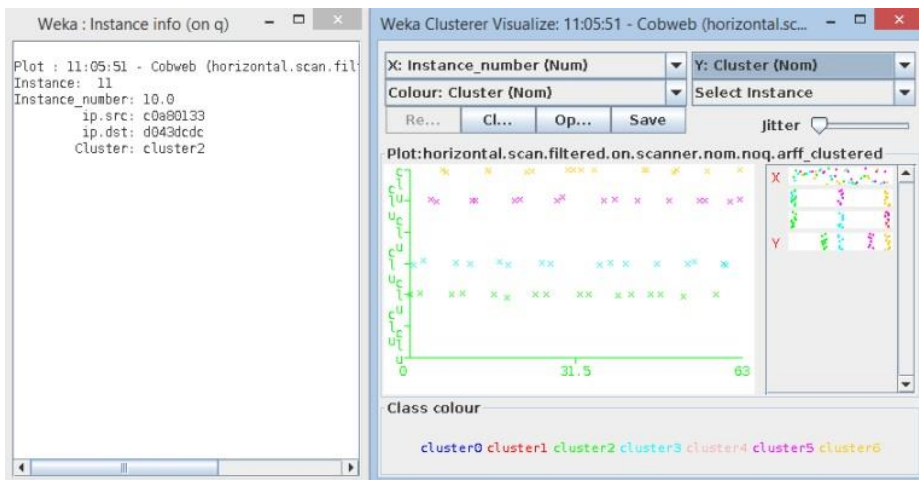 Weka : Instance info (on q)
Plot : 11:05:51 - Cobweb (horizontal.scan.fil
Instance: 11
Instance_number: 10.0
ip.src: c0a80133
ip.dst: d043dcdc
Cluster: cluster2
Weka Clusterer Visualize: 11:05:51 - Cobweb (horizontal.sc...
X: Instance_number (Num)
Y: Cluster (Nom)
Colour: Cluster (Nom)
Select Instance
Re...
Cl...
Op...
Save
Jitter
Plot:horizontal.scan.filtered.on.scanner.nom.noq.arff_clustered
X
Y
0
31.5
63
Class colour
cluster0 cluster1 cluster2 cluster3 cluster4 cluster5 cluster6